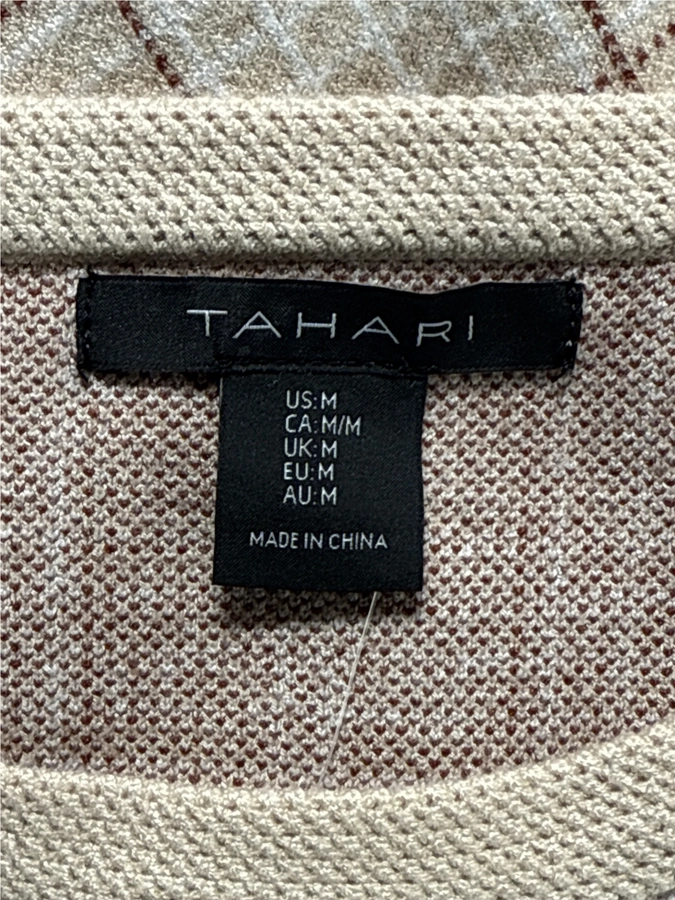 TAHARI
US: M
CA: M/M
UK: M
EU: M
AU: M
MADE IN CHINA